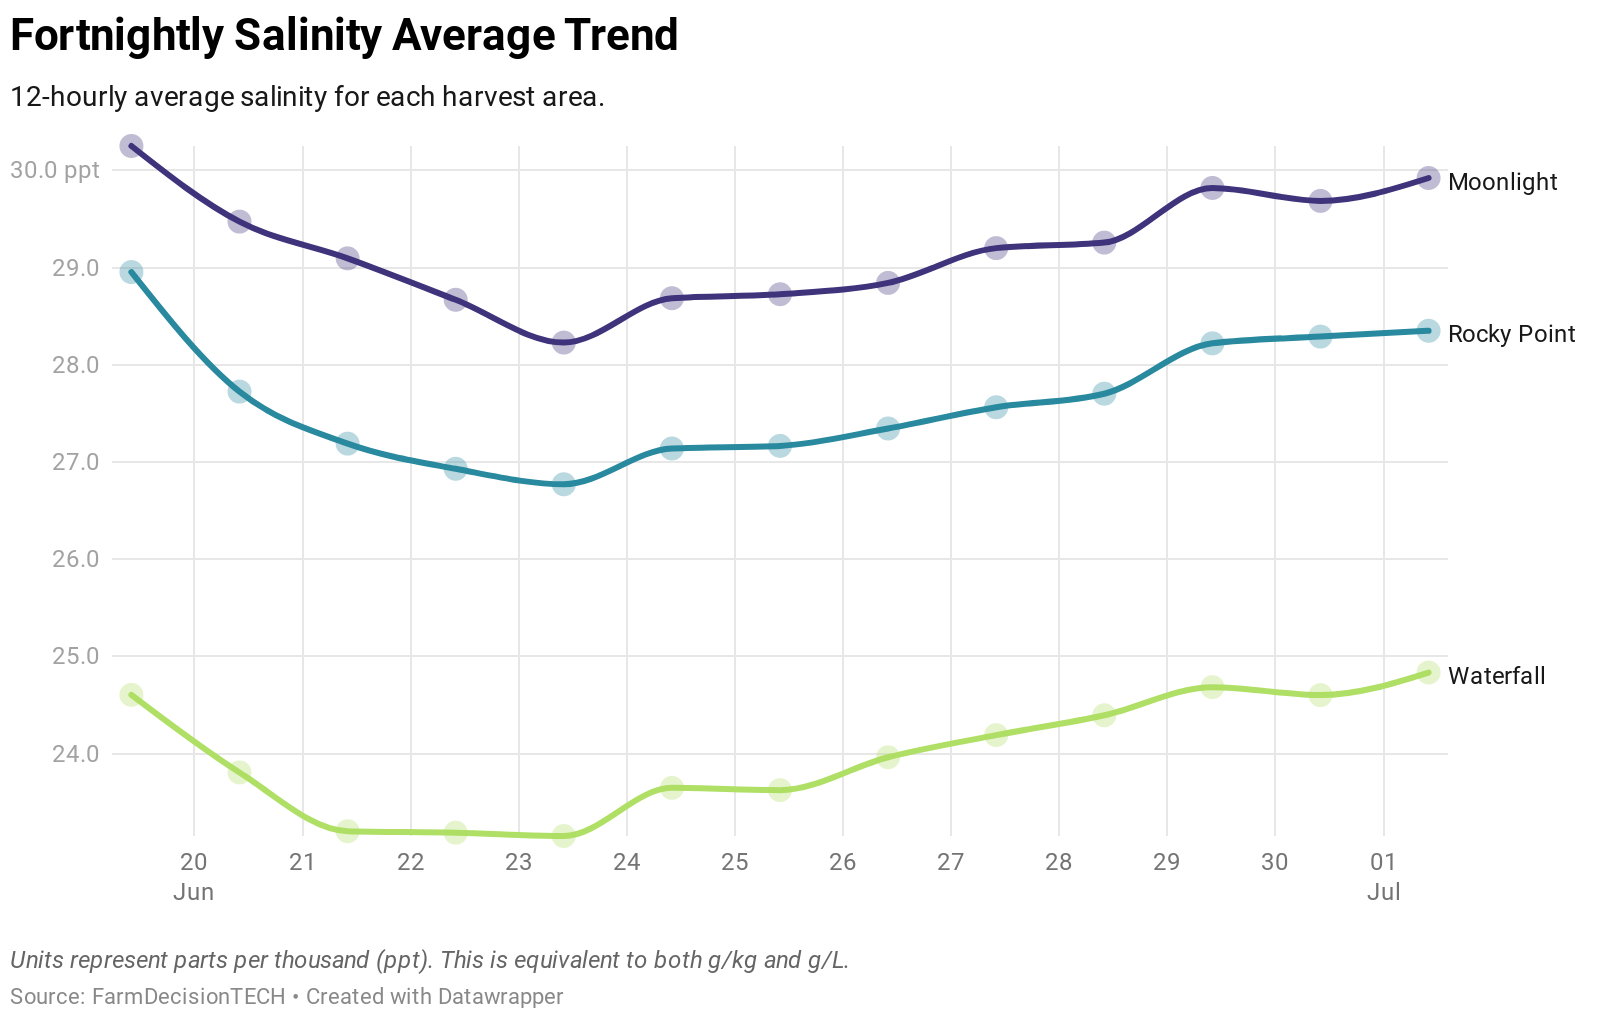 Fortnightly Salinity Average Trend
12-hourly average salinity for each harvest area.
30.0 ppt
29.0
28.0
27.0
26.0
25.0
24.0
Moonlight
Rocky Point
Waterfall
20 21 22 23 24 25 26 27 28 29 30 01
Jun Jul
Units represent parts per thousand (ppt). This is equivalent to both g/kg and g/L.
Source: FarmDecisionTECH • Created with Datawrapper